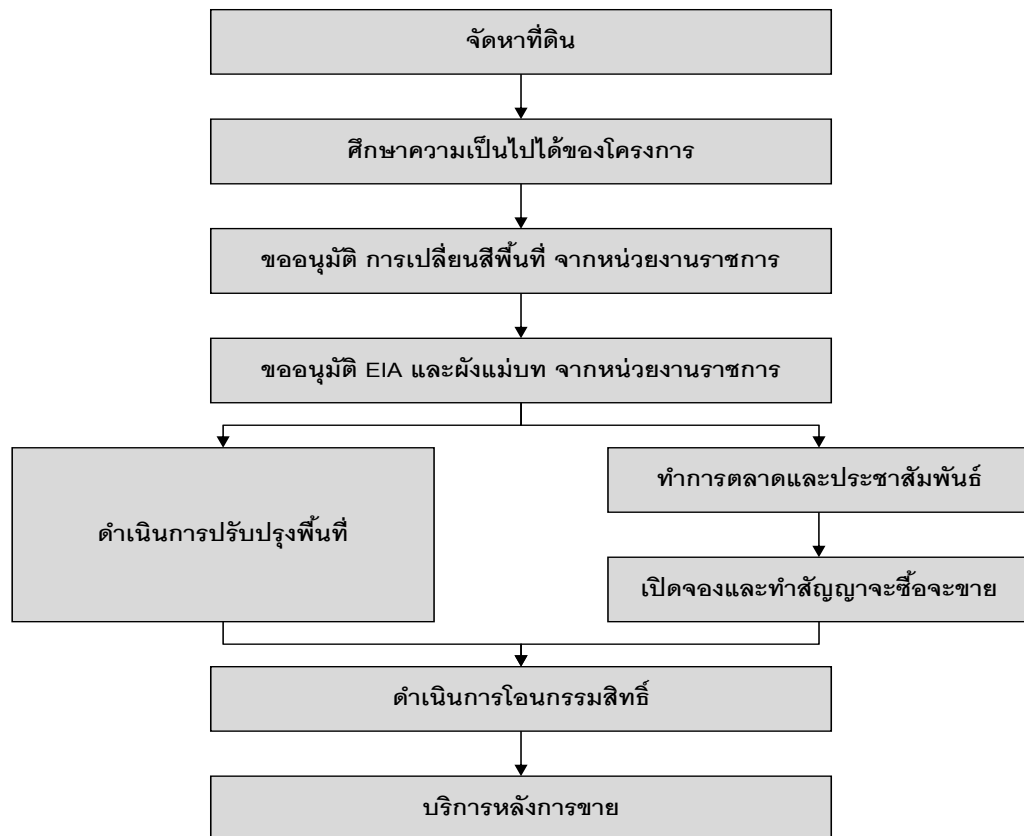 จัดหาที่ดิน
ศึกษาความเป็นไปได้ของโครงการ
ขออนุมัติ การเปลี่ยนสีพื้นที่ จากหน่วยงานราชการ
ขออนุมัติ EIA และผังแม่บท จากหน่วยงานราชการ
ดำเนินการปรับปรุงพื้นที่
ทำการตลาดและประชาสัมพันธ์
เปิดจองและทำสัญญาจะซื้อจะขาย
ดำเนินการโอนกรรมสิทธิ์
บริการหลังการขาย